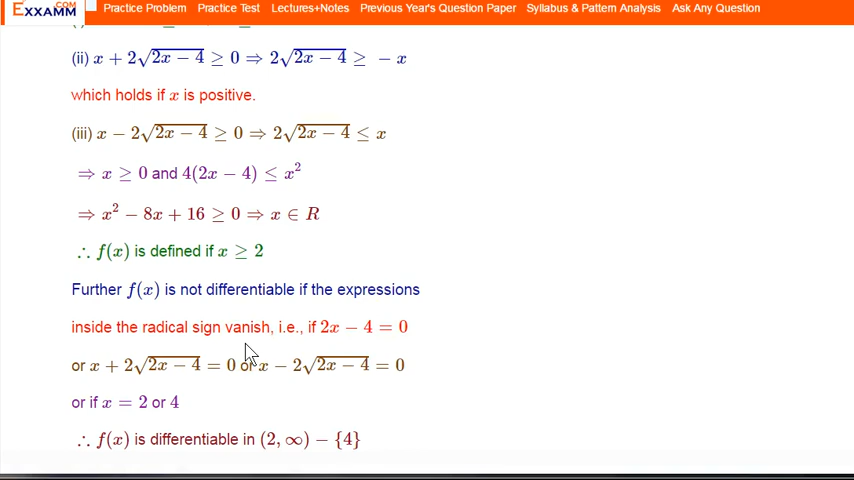 EXXAMM .COM Practice Problem Practice Test Lectures+Notes Previous Year's Question Paper Syllabus & Pattern Analysis Ask Any Question
(ii) x + 2√(2x − 4) ≥ 0 ⇒ 2√(2x − 4) ≥ − x
which holds if x is positive.
(iii) x − 2√(2x − 4) ≥ 0 ⇒ 2√(2x − 4) ≤ x
⇒ x ≥ 0 and 4(2x − 4) ≤ x²
⇒ x² − 8x + 16 ≥ 0 ⇒ x ∈ R
∴ f(x) is defined if x ≥ 2
Further f(x) is not differentiable if the expressions
inside the radical sign vanish, i.e., if 2x − 4 = 0
or x + 2√(2x − 4) = 0 or x − 2√(2x − 4) = 0
or if x = 2 or 4
∴ f(x) is differentiable in (2, ∞) − {4}